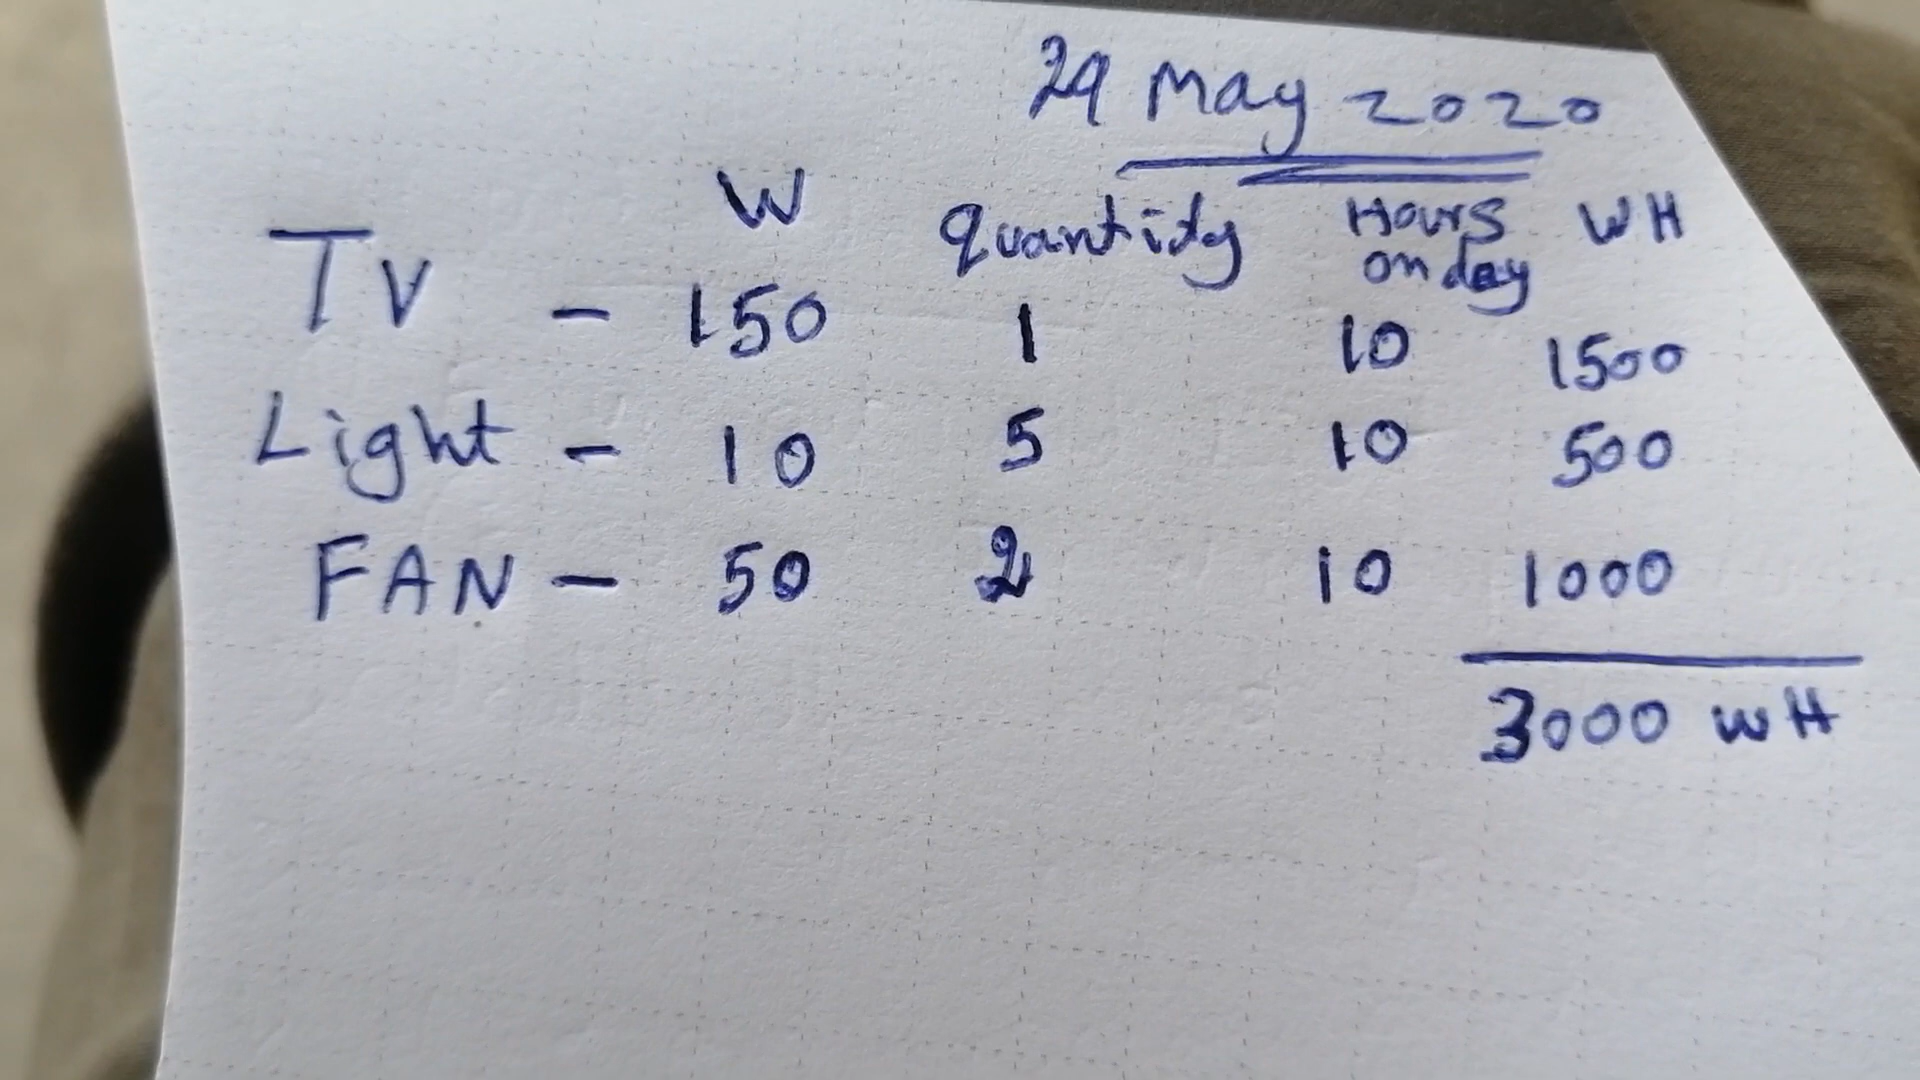 29 May 2020
W Quantity Hours on day WH
TV - 150 1 10 1500
Light - 10 5 10 500
FAN - 50 2 10 1000
3000 WH